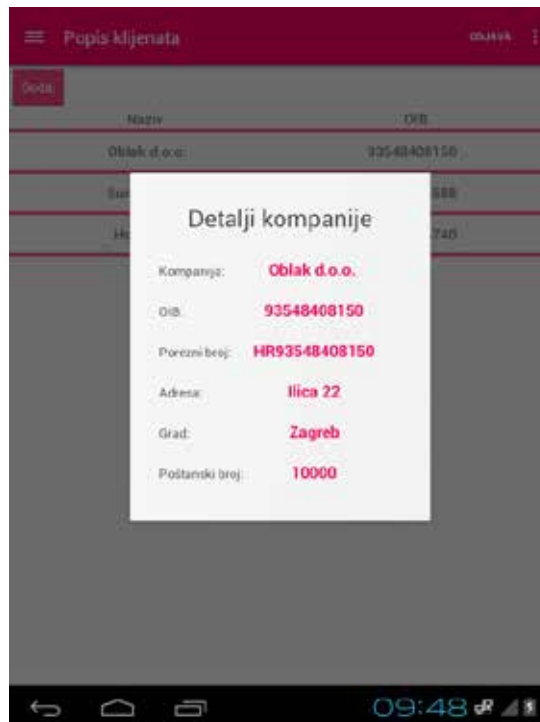 Popis klijenata
ODJAVA
Dodaj
Naziv OIB
Oblak d.o.o. 93548408150
Detalji kompanije
Kompanija: Oblak d.o.o.
OIB: 93548408150
Porezni broj: HR93548408150
Adresa: Ilica 22
Grad: Zagreb
Poštanski broj: 10000
09:48